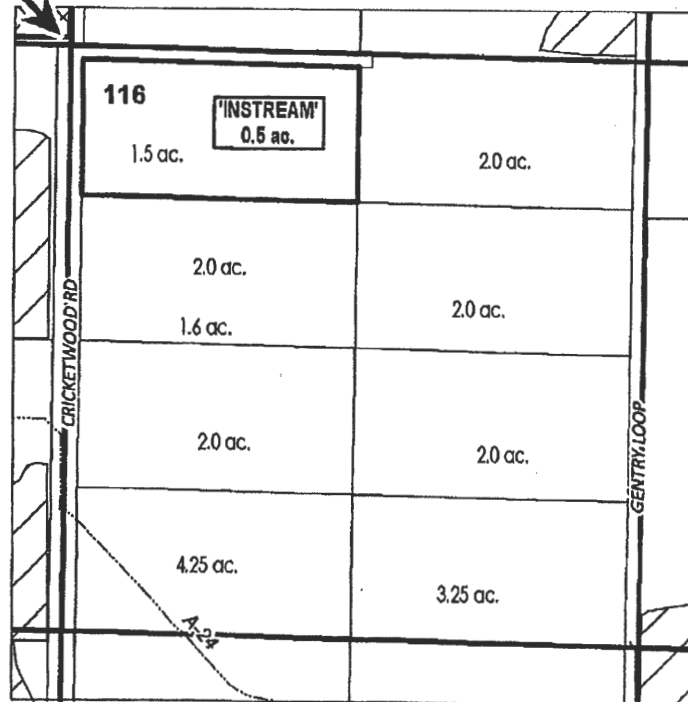 116
'INSTREAM'
0.5 ac.
1.5 ac.
2.0 ac.
2.0 ac.
1.6 ac.
2.0 ac.
CRICKETWOOD RD
2.0 ac.
2.0 ac.
GENTRY LOOP
4.25 ac.
3.25 ac.
A-24